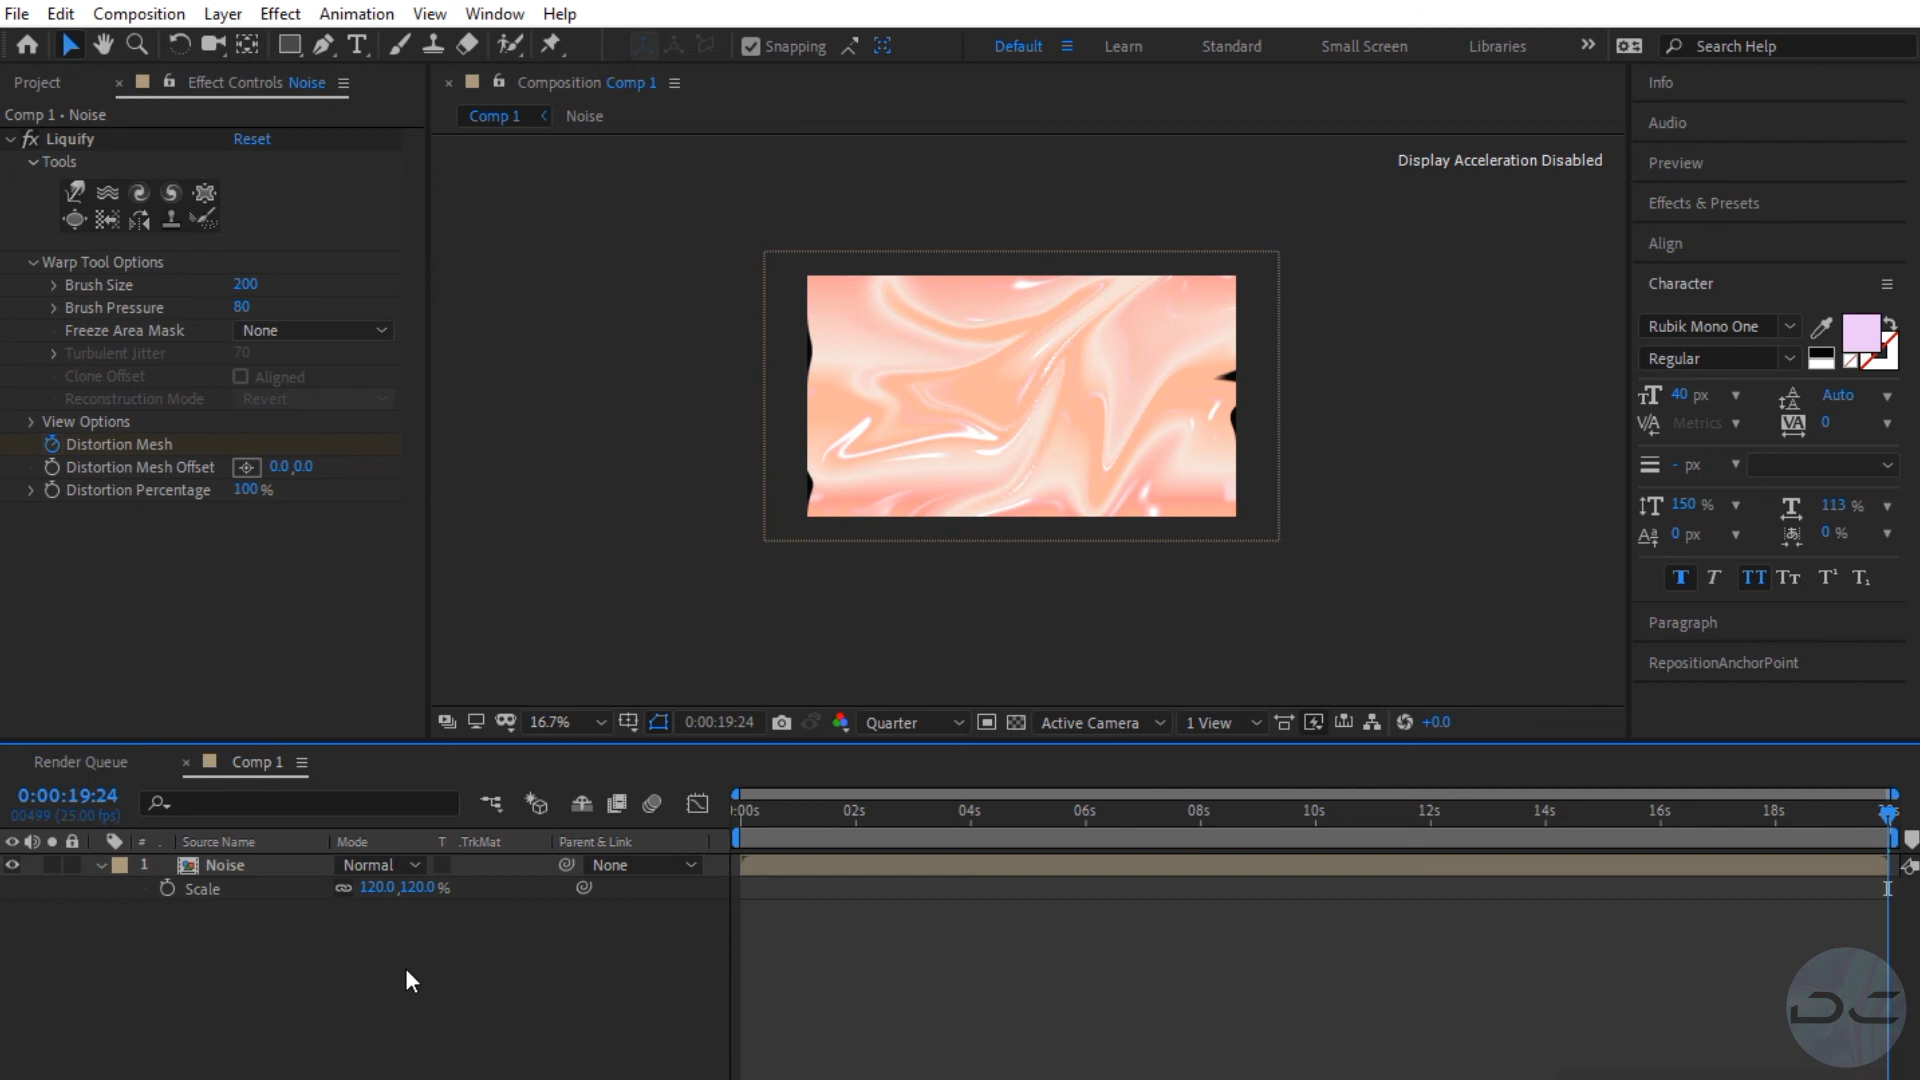 File Edit Composition Layer Effect Animation View Window Help
Snapping Default Learn Standard Small Screen Libraries Search Help
Project Effect Controls Noise
Composition Comp 1
Info
Comp 1 • Noise
Comp 1 Noise
Audio
Liquify Reset
Tools
Display Acceleration Disabled
Preview
Effects & Presets
Align
Warp Tool Options
Brush Size 200
Brush Pressure 80
Freeze Area Mask None
Turbulent Jitter 70
Clone Offset Aligned
Reconstruction Mode Revert
View Options
Distortion Mesh
Distortion Mesh Offset 0.0,0.0
Distortion Percentage 100 %
Character
Rubik Mono One
Regular
40 px Auto
Metrics 0
- px
150 % 113 %
0 px 0 %
T T TT Tт T¹ T₁
Paragraph
RepositionAnchorPoint
16.7% 0:00:19:24 Quarter Active Camera 1 View +0.0
Render Queue Comp 1
0:00:19:24
00499 (25.00 fps)
:00s 02s 04s 06s 08s 10s 12s 14s 16s 18s
# . Source Name Mode T .TrkMat Parent & Link
1 Noise Normal None
Scale 120.0,120.0 %
DC